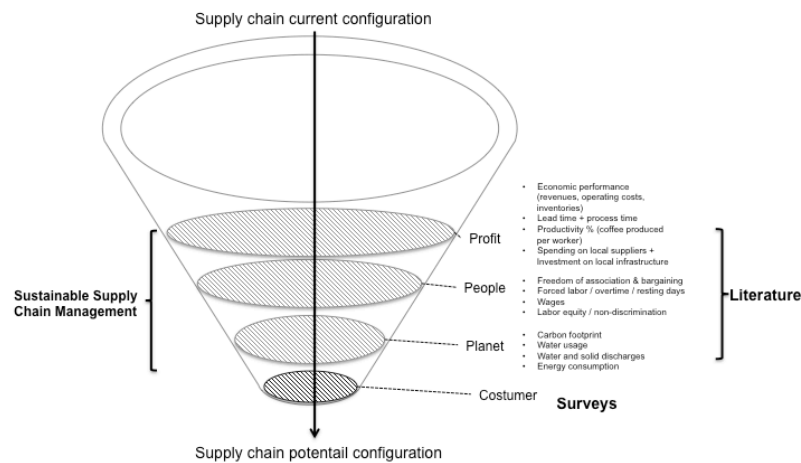 Supply chain current configuration
• Economic performance
(revenues, operating costs,
inventories)
• Lead time + process time
• Productivity % (coffee produced
per worker)
• Spending on local suppliers +
Investment on local infrastructure
Profit
• Freedom of association & bargaining
• Forced labor / overtime / resting days
• Wages
• Labor equity / non-discrimination
People
Sustainable Supply
Chain Management
Literature
• Carbon footprint
• Water usage
• Water and solid discharges
• Energy consumption
Planet
Costumer
Surveys
Supply chain potentail configuration